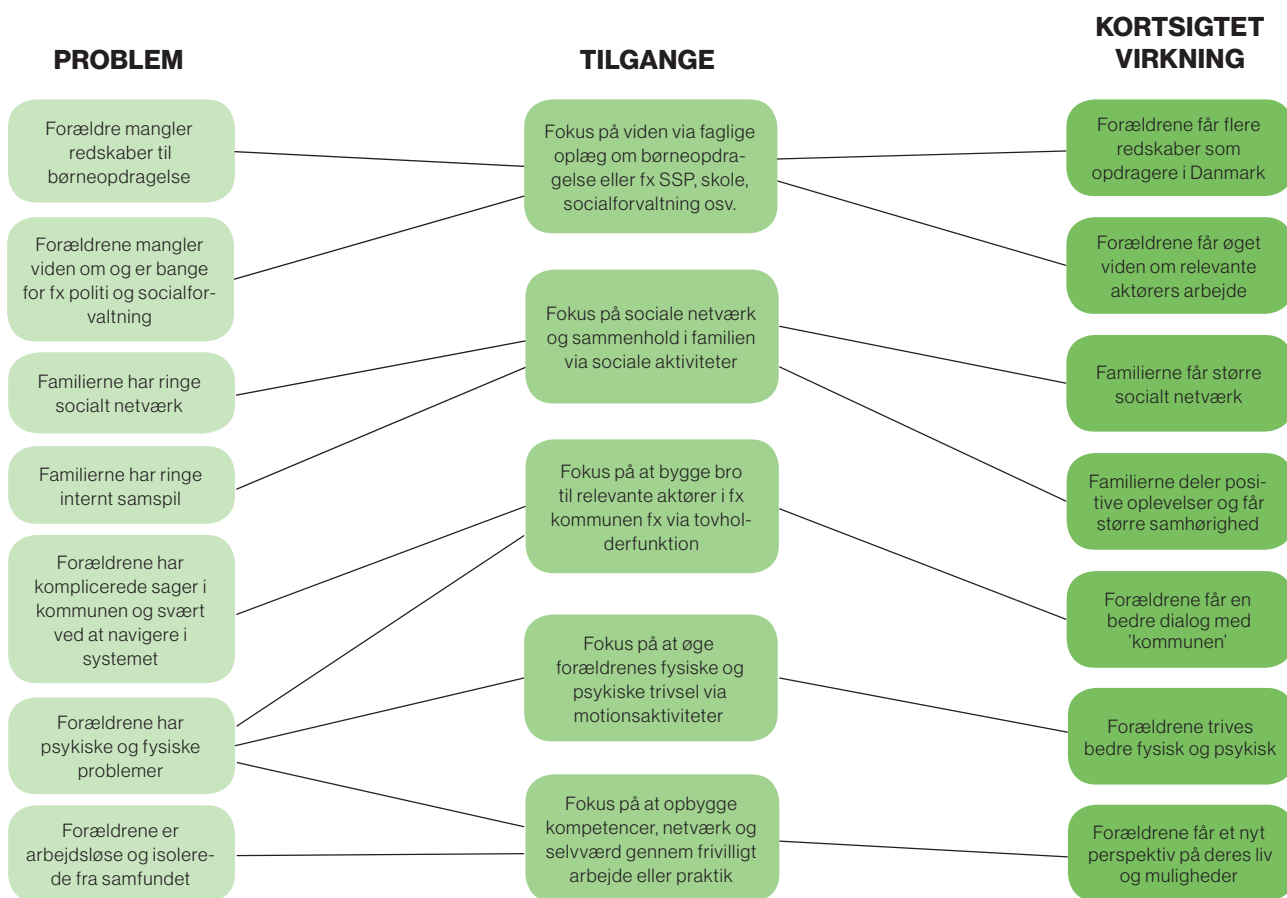 PROBLEM
Forældre mangler
redskaber til
børneopdragelse
Forældrene mangler
viden om og er bange
for fx politi og socialfor-
valtning
Familierne har ringe
socialt netværk
Familierne har ringe
internt samspil
Forældrene har
komplicerede sager i
kommunen og svært
ved at navigere i
systemet
Forældrene har
psykiske og fysiske
problemer
Forældrene er
arbejdsløse og isolere-
de fra samfundet
TILGANGE
Fokus på viden via faglige
oplæg om børneopdra-
gelse eller fx SSP, skole,
socialforvaltning osv.
Fokus på sociale netværk
og sammenhold i familien
via sociale aktiviteter
Fokus på at bygge bro
til relevante aktører i fx
kommunen fx via tovhol-
derfunktion
Fokus på at øge
forældrenes fysiske og
psykiske trivsel via
motionsaktiviteter
Fokus på at opbygge
kompetencer, netværk og
selvværd gennem frivilligt
arbejde eller praktik
KORTSIGTET
VIRKNING
Forældrene får flere
redskaber som
opdragere i Danmark
Forældrene får øget
viden om relevante
aktørers arbejde
Familierne får større
socialt netværk
Familierne deler posi-
tive oplevelser og får
større samhørighed
Forældrene får en
bedre dialog med
’kommunen’
Forældrene trives
bedre fysisk og psykisk
Forældrene får et nyt
perspektiv på deres liv
og muligheder